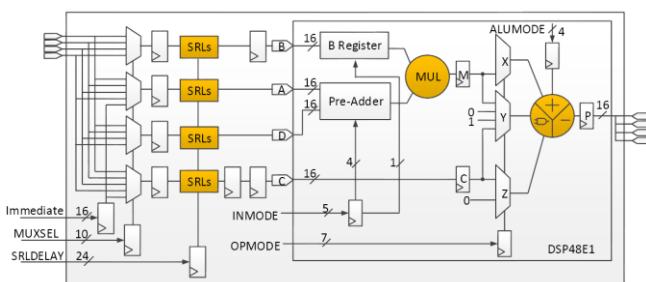 ALUMODE 4
16 B 16 B Register
SRLs
X
MUL
M
SRLs
A 16
Pre-Adder
16
0
1
Y
P 16
SRLs
D
4 1
SRLs
C 16
C
Z
0
Immediate 16
INMODE 5
MUXSEL 10
OPMODE 7
DSP48E1
SRLDELAY 24